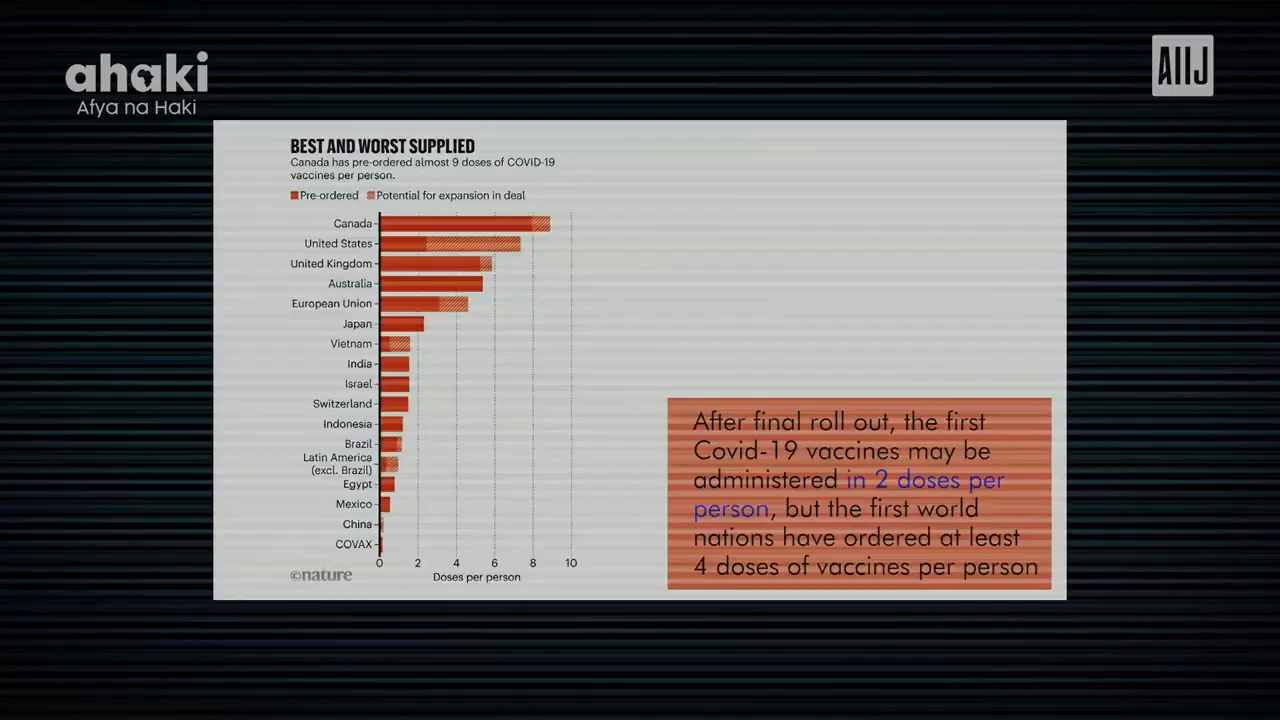 ahaki
Afya na Haki
AIIJ
BEST AND WORST SUPPLIED
Canada has pre-ordered almost 9 doses of COVID-19
vaccines per person.
Pre-ordered Potential for expansion in deal
Canada
United States
United Kingdom
Australia
European Union
Japan
Vietnam
India
Israel
Switzerland
Indonesia
Brazil
Latin America
(excl. Brazil)
Egypt
Mexico
China
COVAX
0 2 4 6 8 10
Doses per person
©nature
After final roll out, the first
Covid-19 vaccines may be
administered in 2 doses per
person, but the first world
nations have ordered at least
4 doses of vaccines per person